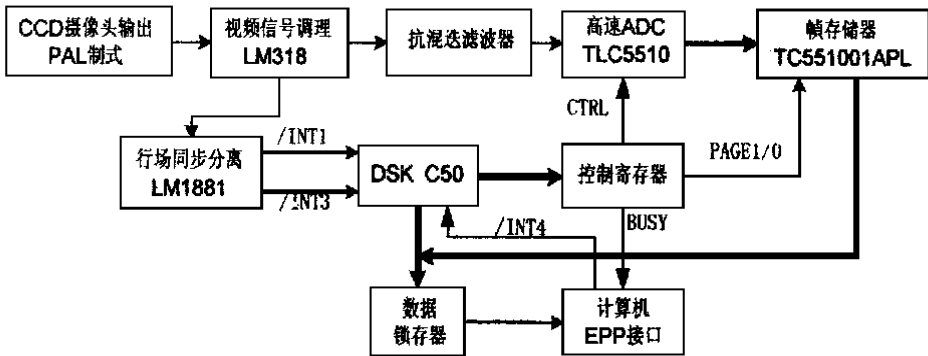 CCD摄像头输出
PAL制式
视频信号调理
LM318
抗混迭滤波器
高速ADC
TLC5510
帧存储器
TC551001APL
CTRL
/INT1
PAGE1/0
行场同步分离
LM1881
DSK C50
控制寄存器
/INT3
/INT4
BUSY
数据
锁存器
计算机
EPP接口